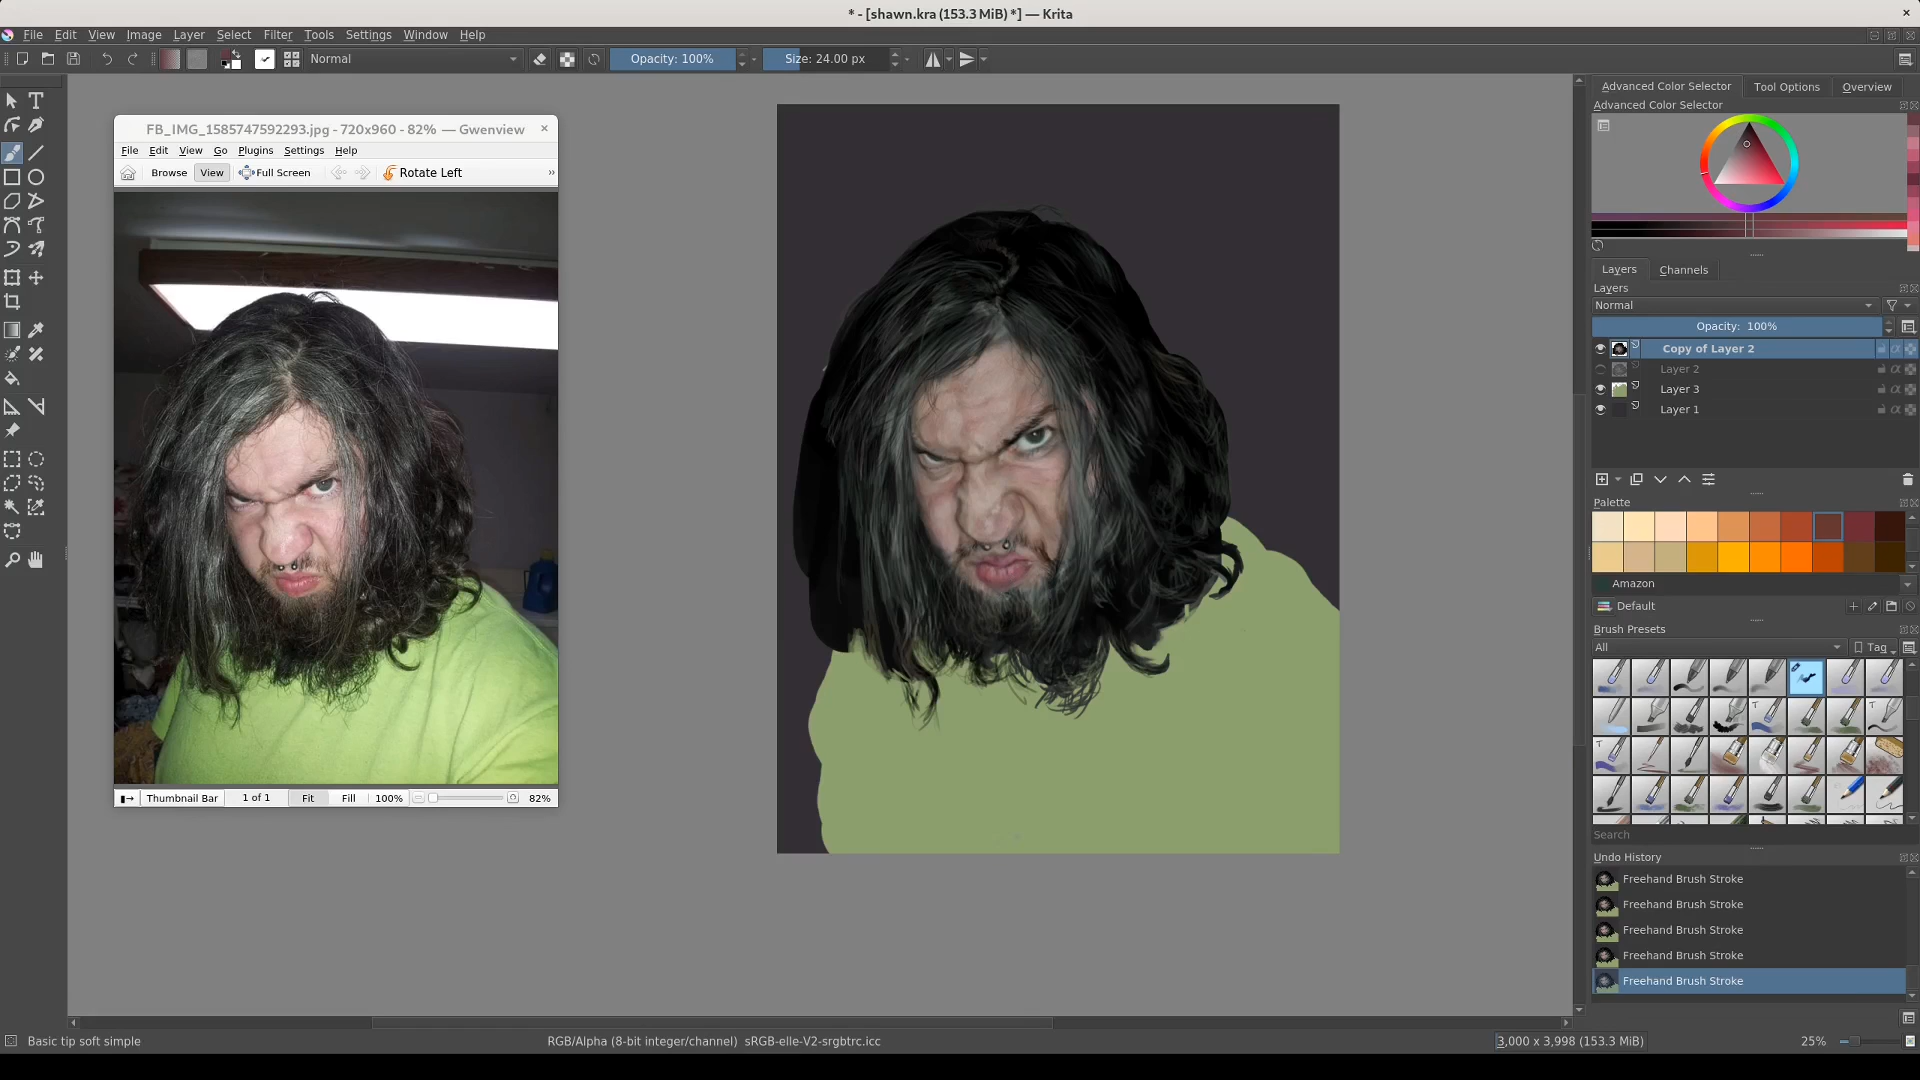 * - [shawn.kra (153.3 MiB) *] — Krita
File Edit View Image Layer Select Filter Tools Settings Window Help
Normal Opacity: 100% Size: 24.00 px
FB_IMG_1585747592293.jpg - 720x960 - 82% — Gwenview
File Edit View Go Plugins Settings Help
Browse View Full Screen Rotate Left »
Thumbnail Bar 1 of 1 Fit Fill 100% 82%
Advanced Color Selector Tool Options Overview
Advanced Color Selector
Layers Channels
Layers
Normal
Opacity: 100%
Copy of Layer 2
Layer 2
Layer 3
Layer 1
Palette
Amazon
Default
Brush Presets
All Tag
Search
Undo History
Freehand Brush Stroke
Freehand Brush Stroke
Freehand Brush Stroke
Freehand Brush Stroke
Freehand Brush Stroke
Basic tip soft simple RGB/Alpha (8-bit integer/channel) sRGB-elle-V2-srgbtrc.icc 3,000 x 3,998 (153.3 MiB) 25%